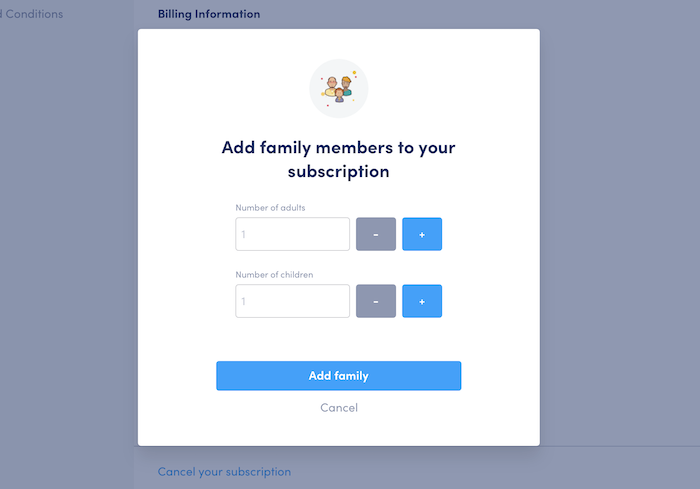 Conditions
Billing Information
Add family members to your
subscription
Number of adults
1
-
+
Number of children
1
-
+
Add family
Cancel
Cancel your subscription